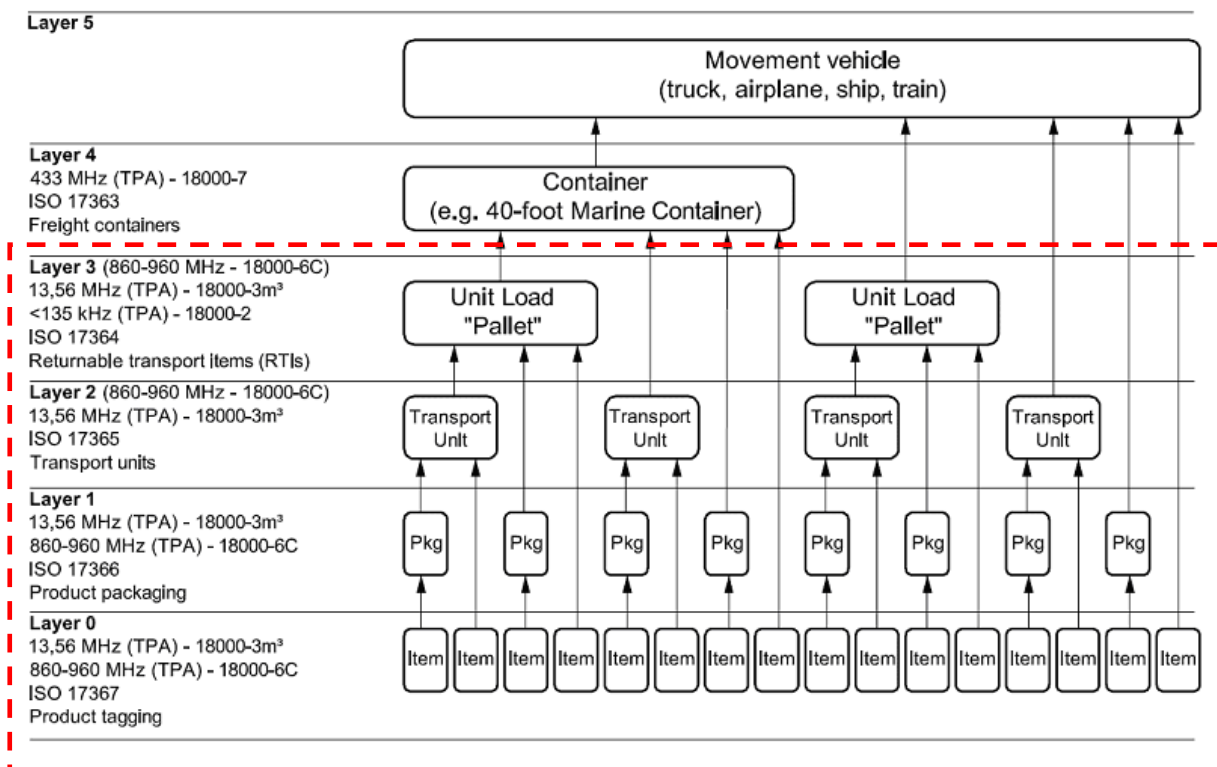 Layer 5
Movement vehicle
(truck, airplane, ship, train)
Layer 4
433 MHz (TPA) - 18000-7
ISO 17363
Freight containers
Container
(e.g. 40-foot Marine Container)
Layer 3 (860-960 MHz - 18000-6C)
13,56 MHz (TPA) - 18000-3m³
<135 kHz (TPA) - 18000-2
ISO 17364
Returnable transport items (RTIs)
Unit Load
"Pallet"
Unit Load
"Pallet"
Layer 2 (860-960 MHz - 18000-6C)
13,56 MHz (TPA) - 18000-3m³
ISO 17365
Transport units
Transport
Unit
Transport
Unit
Transport
Unit
Transport
Unit
Layer 1
13,56 MHz (TPA) - 18000-3m³
860-960 MHz (TPA) - 18000-6C
ISO 17366
Product packaging
Pkg Pkg Pkg Pkg Pkg Pkg Pkg Pkg
Layer 0
13,56 MHz (TPA) - 18000-3m³
860-960 MHz (TPA) - 18000-6C
ISO 17367
Product tagging
Item Item Item Item Item Item Item Item Item Item Item Item Item Item Item Item